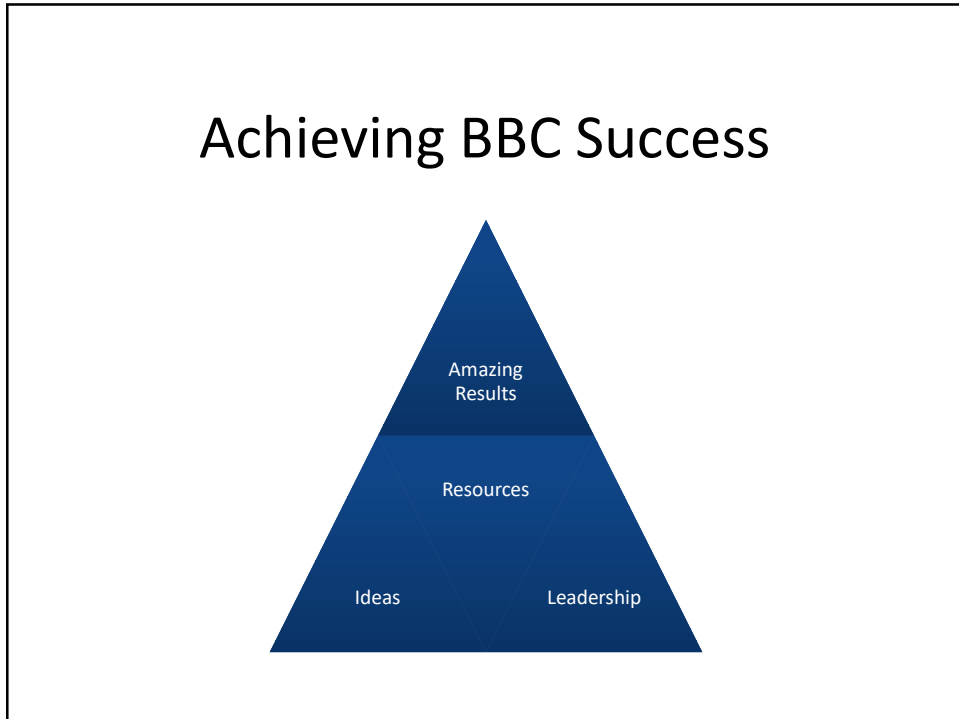 Achieving BBC Success
Amazing
Results
Resources
Ideas
Leadership